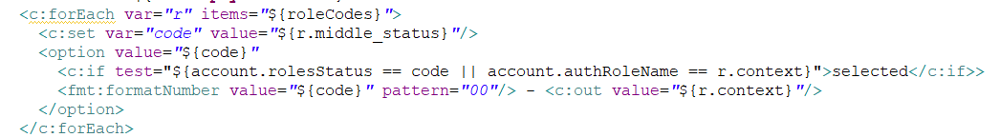 <c:forEach var="r" items="${roleCodes}">
<c:set var="code" value="${r.middle_status}"/>
<option value="${code}"
<c:if test="${account.rolesStatus == code || account.authRoleName == r.context}">selected</c:if>>
<fmt:formatNumber value="${code}" pattern="00"/> - <c:out value="${r.context}"/>
</option>
</c:forEach>